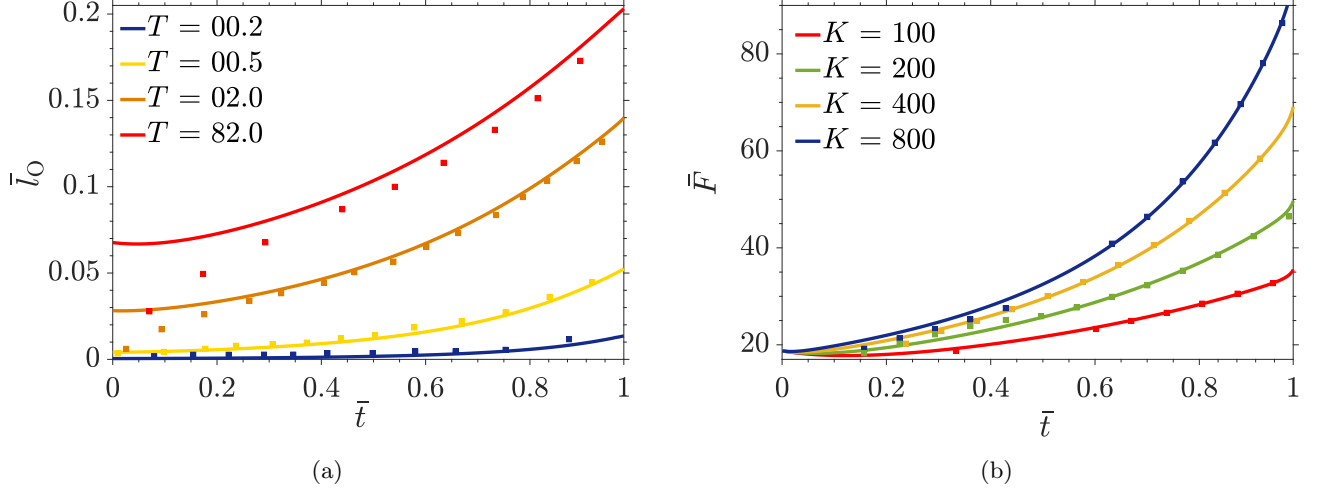 0.2
0.15
0.1
0.05
0
l̄_O
T = 00.2
T = 00.5
T = 02.0
T = 82.0
0 0.2 0.4 0.6 0.8 1
t̄
(a)
80
60
40
20
F̄
K = 100
K = 200
K = 400
K = 800
0 0.2 0.4 0.6 0.8 1
t̄
(b)